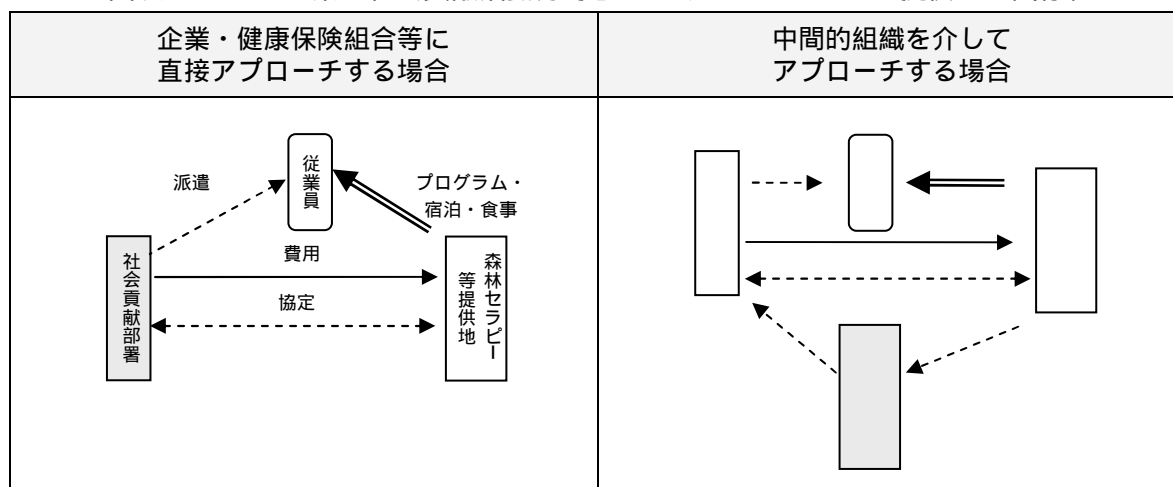 企業・健康保険組合等に
直接アプローチする場合
中間的組織を介して
アプローチする場合
従業員
派遣
プログラム・
宿泊・食事
費用
社会貢献部署
協定
森林セラピー
等提供地